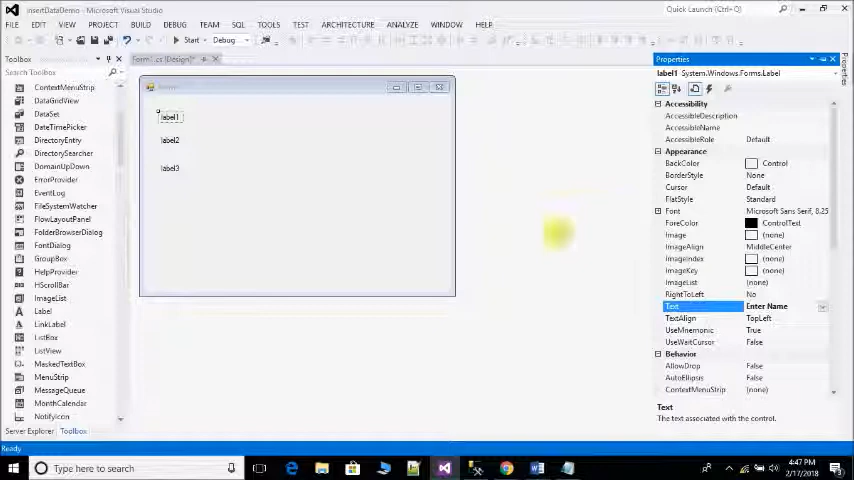 insertDataDemo - Microsoft Visual Studio
Quick Launch (Ctrl+Q)
FILE EDIT VIEW PROJECT BUILD DEBUG TEAM SQL TOOLS TEST ARCHITECTURE ANALYZE WINDOW HELP
Start Debug
Toolbox
Form1.cs [Design]*
Properties
Search Toolbox
label1 System.Windows.Forms.Label
Properties
ContextMenuStrip
DataGridView
DataSet
DateTimePicker
DirectoryEntry
DirectorySearcher
DomainUpDown
ErrorProvider
EventLog
FileSystemWatcher
FlowLayoutPanel
FolderBrowserDialog
FontDialog
GroupBox
HelpProvider
HScrollBar
ImageList
Label
LinkLabel
ListBox
ListView
MaskedTextBox
MenuStrip
MessageQueue
MonthCalendar
NotifyIcon
label1
label2
label3
Accessibility
AccessibleDescription
AccessibleName
AccessibleRole Default
Appearance
BackColor Control
BorderStyle None
Cursor Default
FlatStyle Standard
Font Microsoft Sans Serif, 8.25
ForeColor ControlText
Image (none)
ImageAlign MiddleCenter
ImageIndex (none)
ImageKey (none)
ImageList (none)
RightToLeft No
Text Enter Name
TextAlign TopLeft
UseMnemonic True
UseWaitCursor False
Behavior
AllowDrop False
AutoEllipsis False
ContextMenuStrip (none)
Text
The text associated with the control.
Server Explorer Toolbox
Ready
Type here to search
4:47 PM
2/17/2018